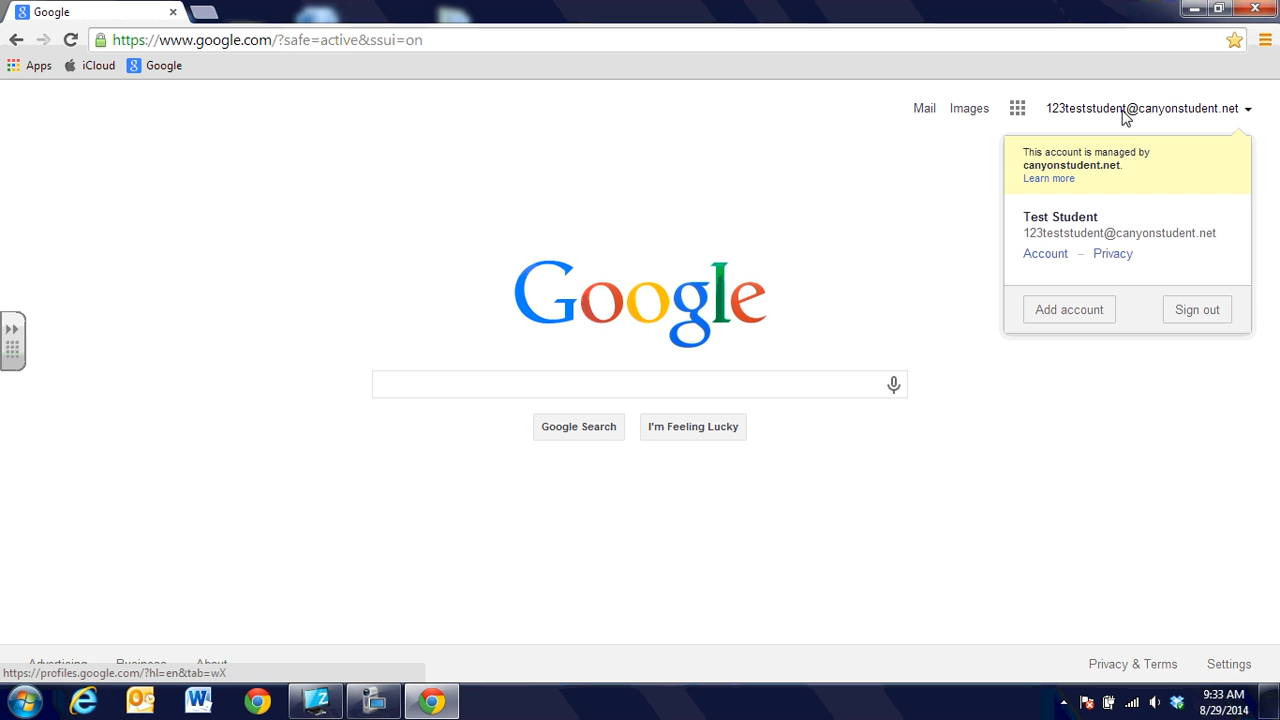 Google
https://www.google.com/?safe=active&ssui=on
Apps iCloud Google
Mail Images 123teststudent@canyonstudent.net
This account is managed by
canyonstudent.net.
Learn more
Test Student
123teststudent@canyonstudent.net
Account – Privacy
Add account Sign out
Google
Google Search I'm Feeling Lucky
Advertising Business About Privacy & Terms Settings
https://profiles.google.com/?hl=en&tab=wX
9:33 AM
8/29/2014